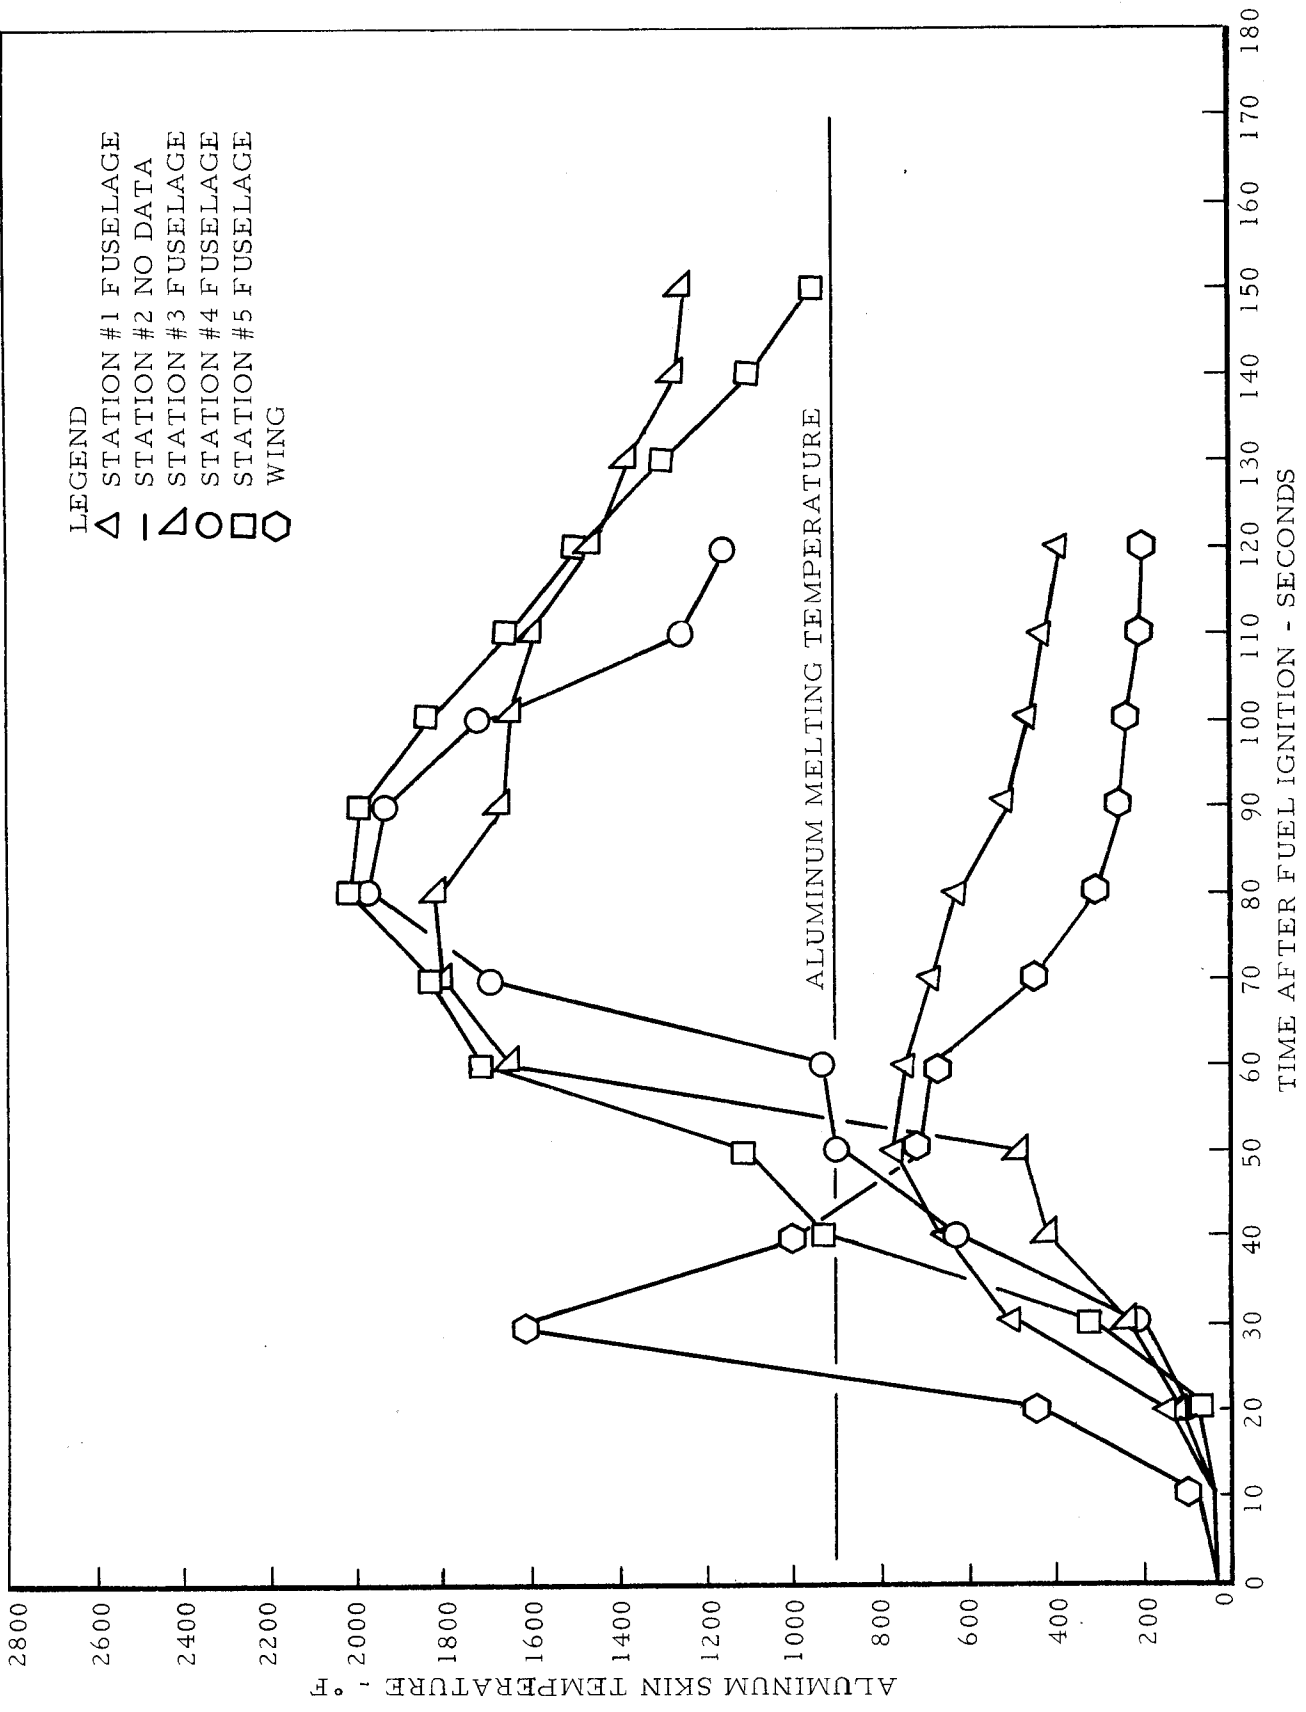 LEGEND
STATION #1 FUSELAGE
STATION #2 NO DATA
STATION #3 FUSELAGE
STATION #4 FUSELAGE
STATION #5 FUSELAGE
WING
ALUMINUM MELTING TEMPERATURE
ALUMINUM SKIN TEMPERATURE - °F
2800
2600
2400
2200
2000
1800
1600
1400
1200
1000
800
600
400
200
0
0 10 20 30 40 50 60 70 80 90 100 110 120 130 140 150 160 170 180
TIME AFTER FUEL IGNITION - SECONDS